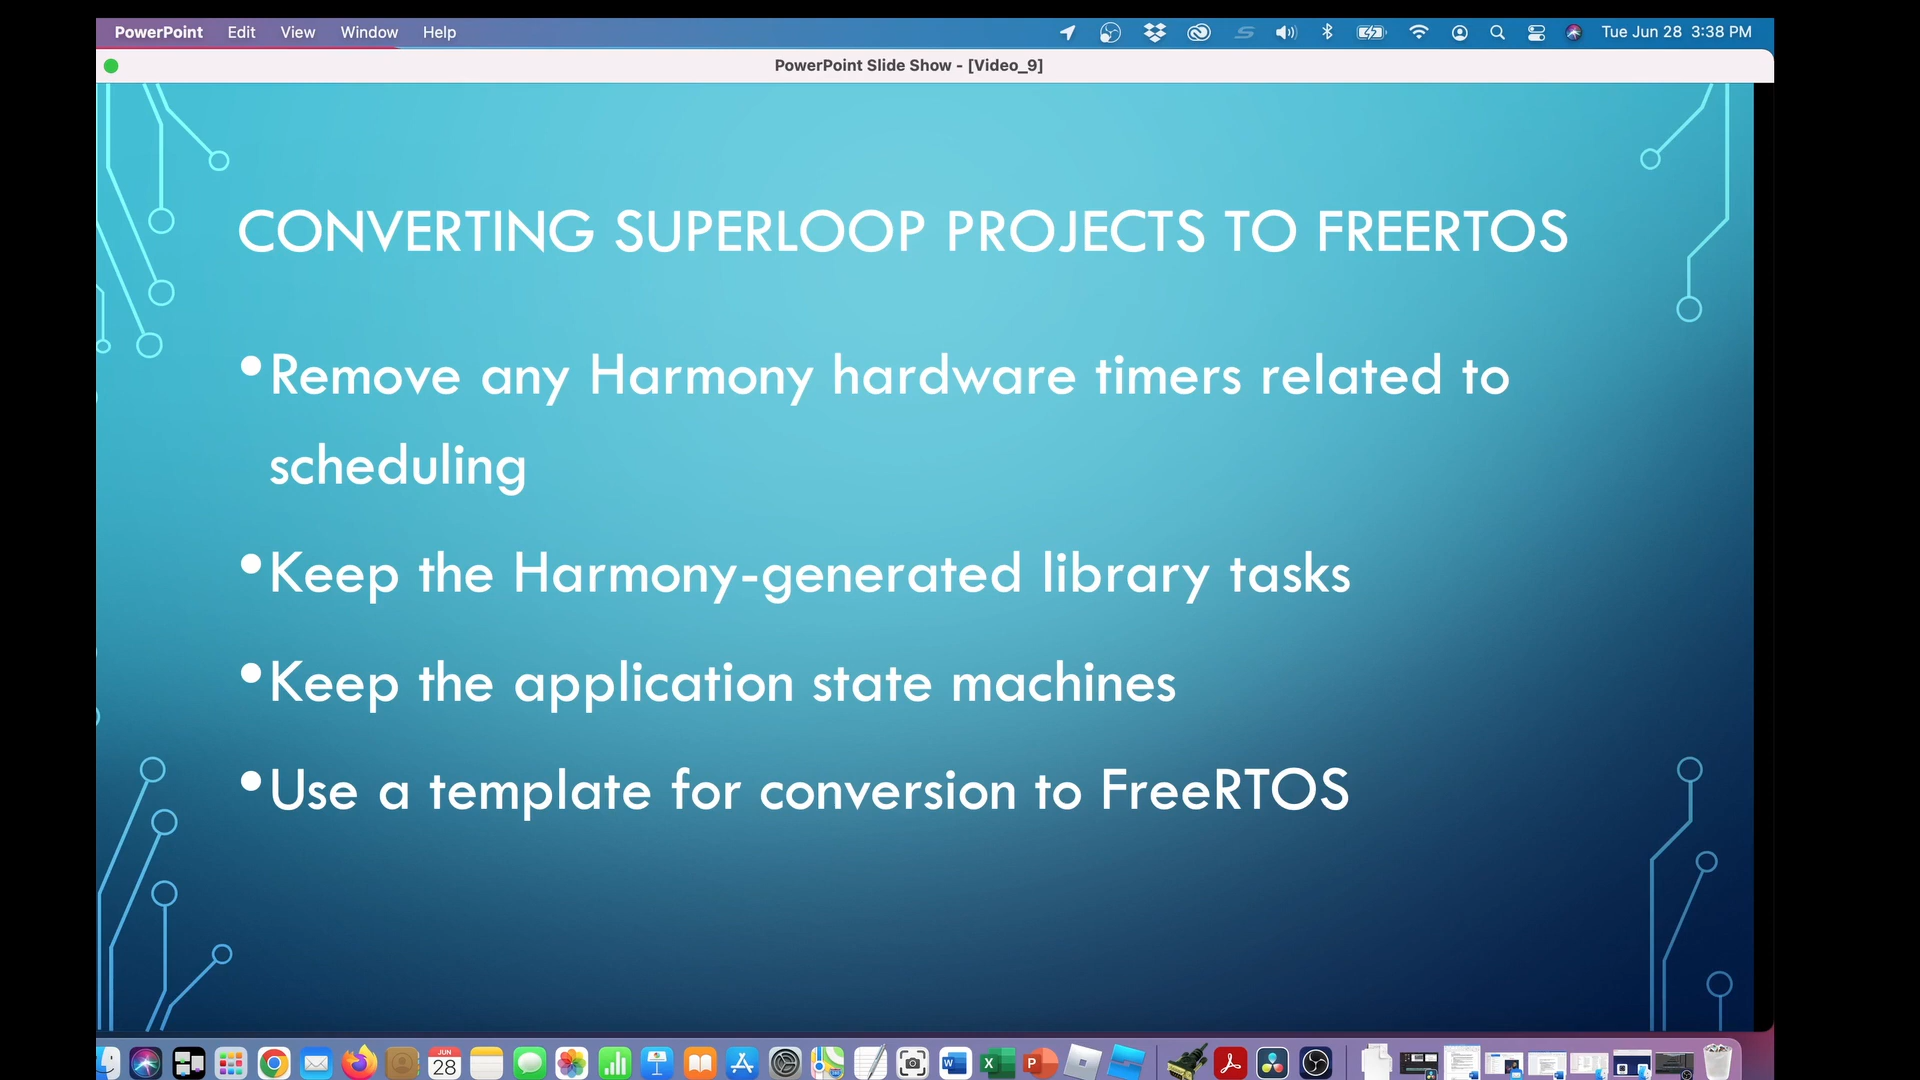 PowerPoint Edit View Window Help Tue Jun 28 3:38 PM
PowerPoint Slide Show - [Video_9]
CONVERTING SUPERLOOP PROJECTS TO FREERTOS
•Remove any Harmony hardware timers related to
scheduling
•Keep the Harmony-generated library tasks
•Keep the application state machines
•Use a template for conversion to FreeRTOS
JUN
28